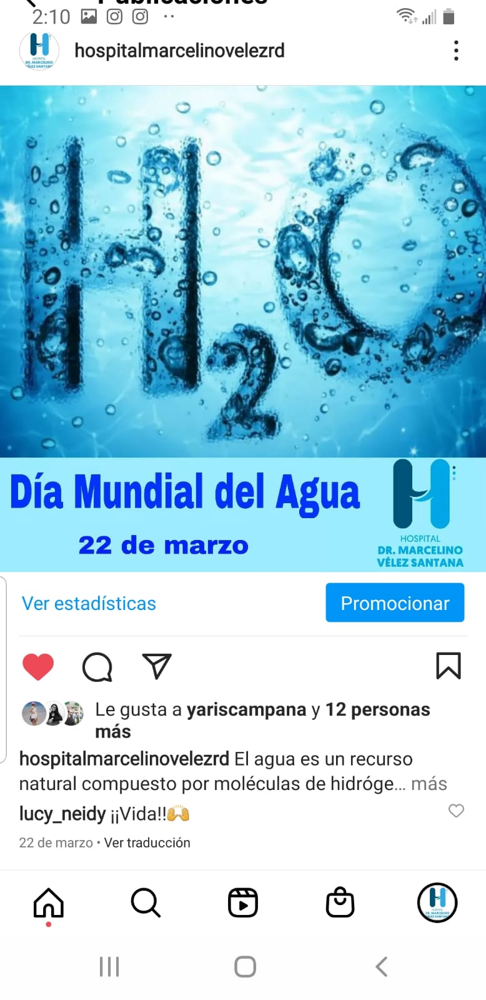 Publicaciones
2:10
hospitalmarcelinovelezrd
H2O
Día Mundial del Agua
22 de marzo
HOSPITAL
DR. MARCELINO
VÉLEZ SANTANA
Ver estadísticas
Promocionar
Le gusta a yariscampana y 12 personas
más
hospitalmarcelinovelezrd El agua es un recurso
natural compuesto por moléculas de hidróge... más
lucy_neidy ¡¡Vida!!🙌
22 de marzo • Ver traducción